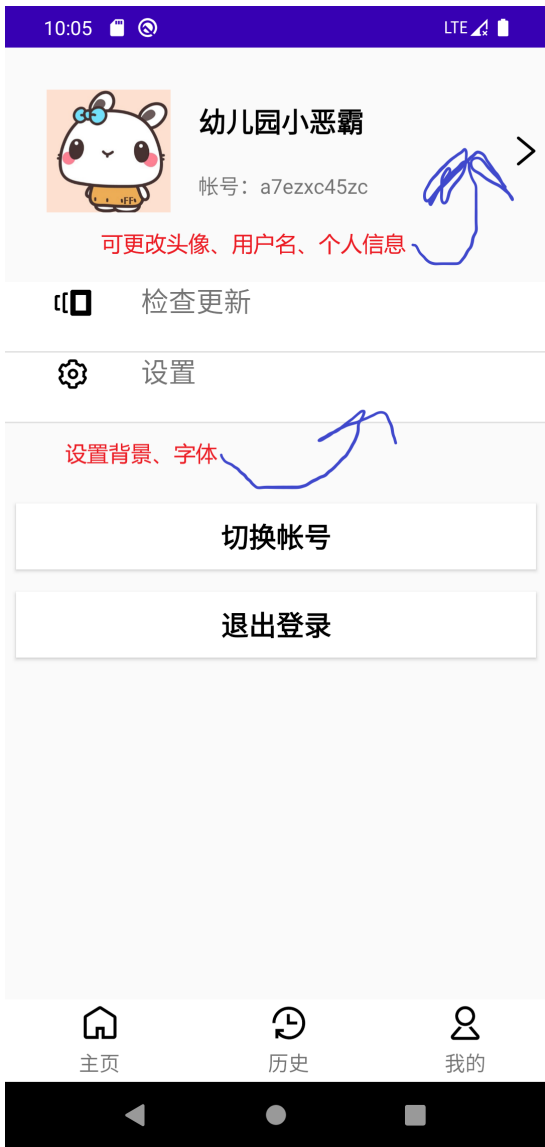 10:05
LTE
幼儿园小恶霸
帐号：a7ezxc45zc
可更改头像、用户名、个人信息
检查更新
设置
设置背景、字体
切换帐号
退出登录
主页
历史
我的